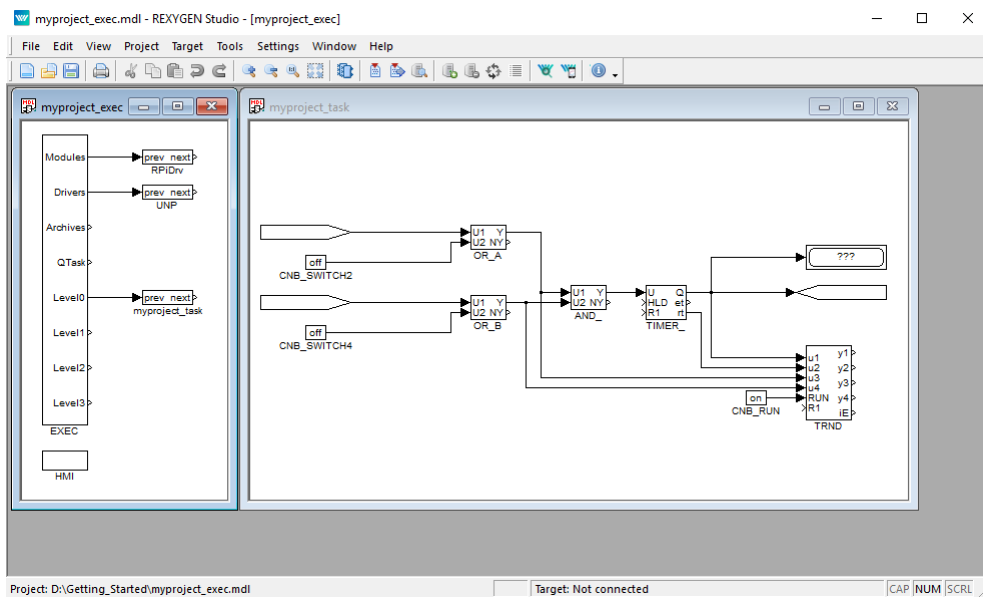 myproject_exec.mdl - REXYGEN Studio - [myproject_exec]
File Edit View Project Target Tools Settings Window Help
myproject_exec
Modules
prev next
RPiDrv
Drivers
prev next
UNP
Archives
QTask
Level0
prev next
myproject_task
Level1
Level2
Level3
EXEC
HMI
myproject_task
U1 Y
U2 NY
OR_A
off
CNB_SWITCH2
U1 Y
U2 NY
OR_B
off
CNB_SWITCH4
U1 Y
U2 NY
AND_
U Q
HLD et
R1 rt
TIMER_
???
u1 y1
u2 y2
u3 y3
u4 y4
RUN iE
R1
TRND
on
CNB_RUN
Project: D:\Getting_Started\myproject_exec.mdl
Target: Not connected
CAP NUM SCRL